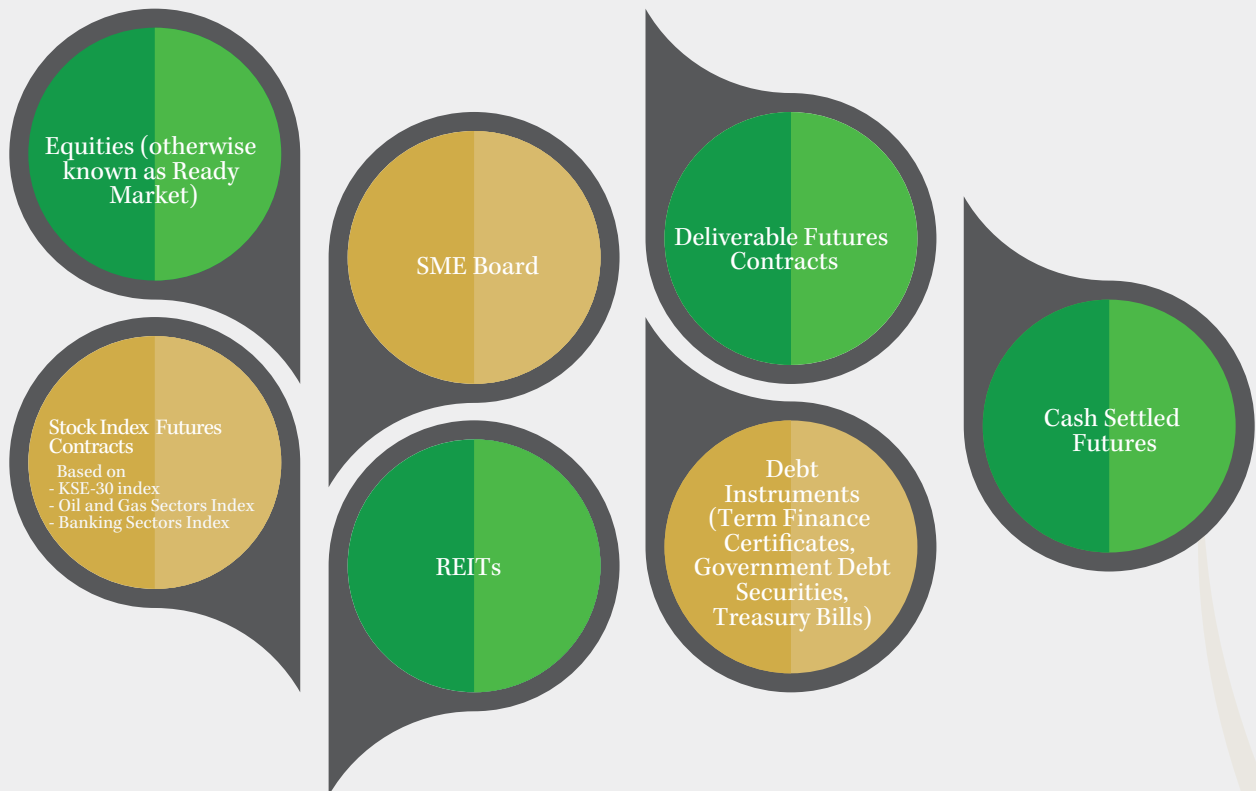 Equities (otherwise
known as Ready
Market)
Stock Index Futures
Contracts
Based on
- KSE-30 index
- Oil and Gas Sectors Index
- Banking Sectors Index
SME Board
REITs
Deliverable Futures
Contracts
Debt
Instruments
(Term Finance
Certificates,
Government Debt
Securities,
Treasury Bills)
Cash Settled
Futures